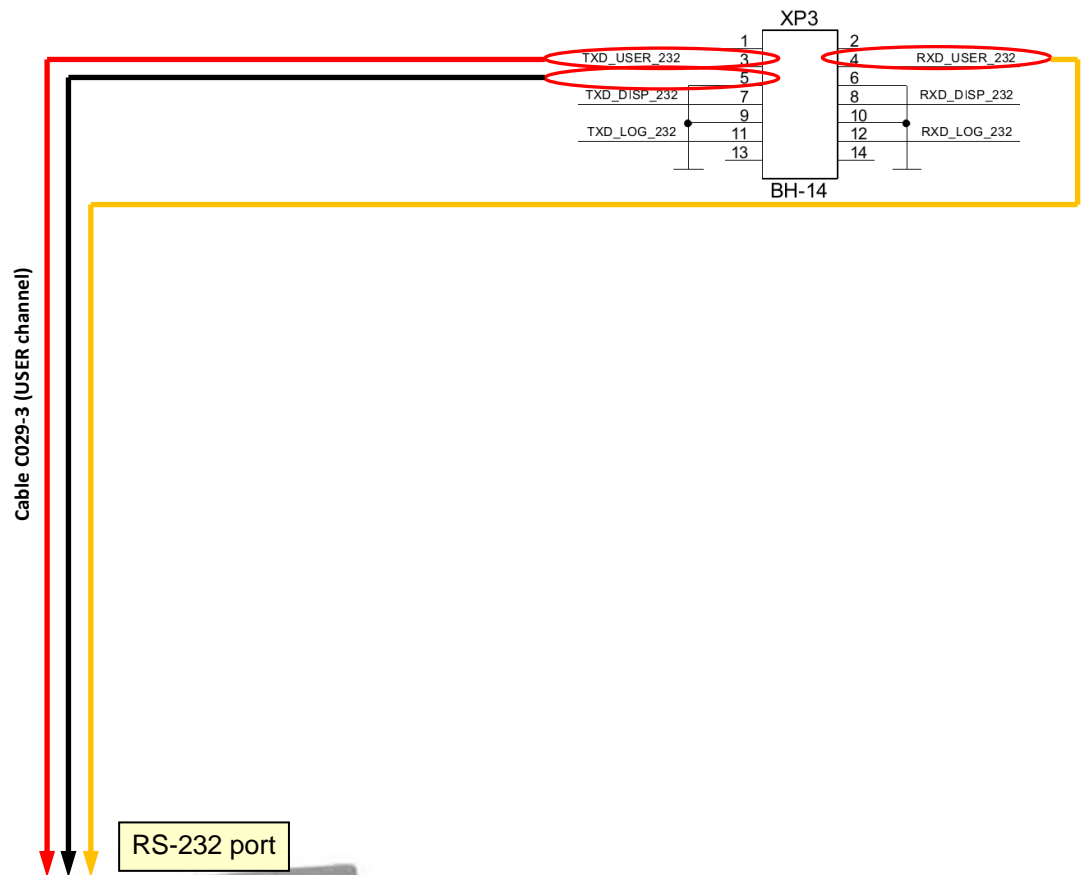 XP3
1 2
TXD_USER_232 3 4 RXD_USER_232
5 6
TXD_DISP_232 7 8 RXD_DISP_232
9 10
TXD_LOG_232 11 12 RXD_LOG_232
13 14
BH-14
Cable C029-3 (USER channel)
RS-232 port